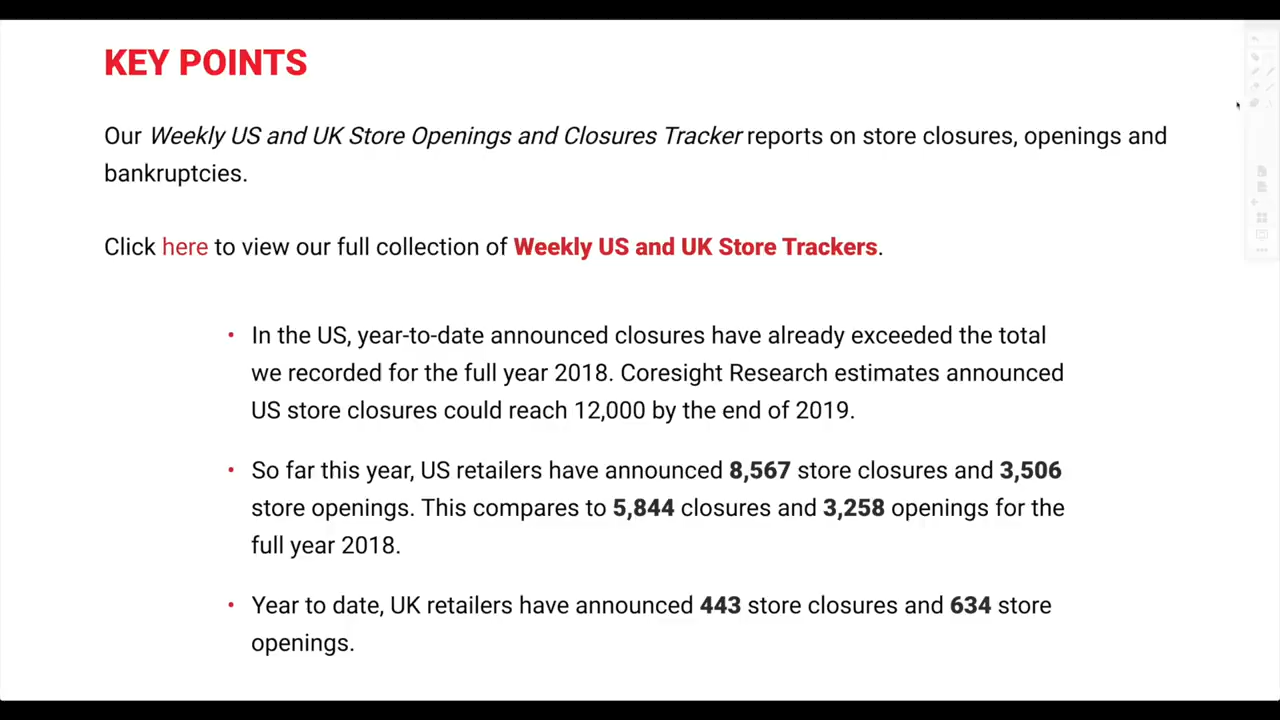 KEY POINTS
Our Weekly US and UK Store Openings and Closures Tracker reports on store closures, openings and
bankruptcies.
Click here to view our full collection of Weekly US and UK Store Trackers.
• In the US, year-to-date announced closures have already exceeded the total
we recorded for the full year 2018. Coresight Research estimates announced
US store closures could reach 12,000 by the end of 2019.
• So far this year, US retailers have announced 8,567 store closures and 3,506
store openings. This compares to 5,844 closures and 3,258 openings for the
full year 2018.
• Year to date, UK retailers have announced 443 store closures and 634 store
openings.